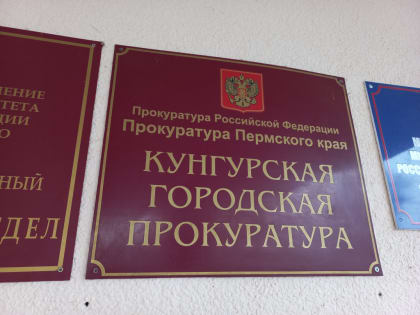 Прокуратура Российской Федерации
Прокуратура Пермского края
КУНГУРСКАЯ
ГОРОДСКАЯ
ПРОКУРАТУРА